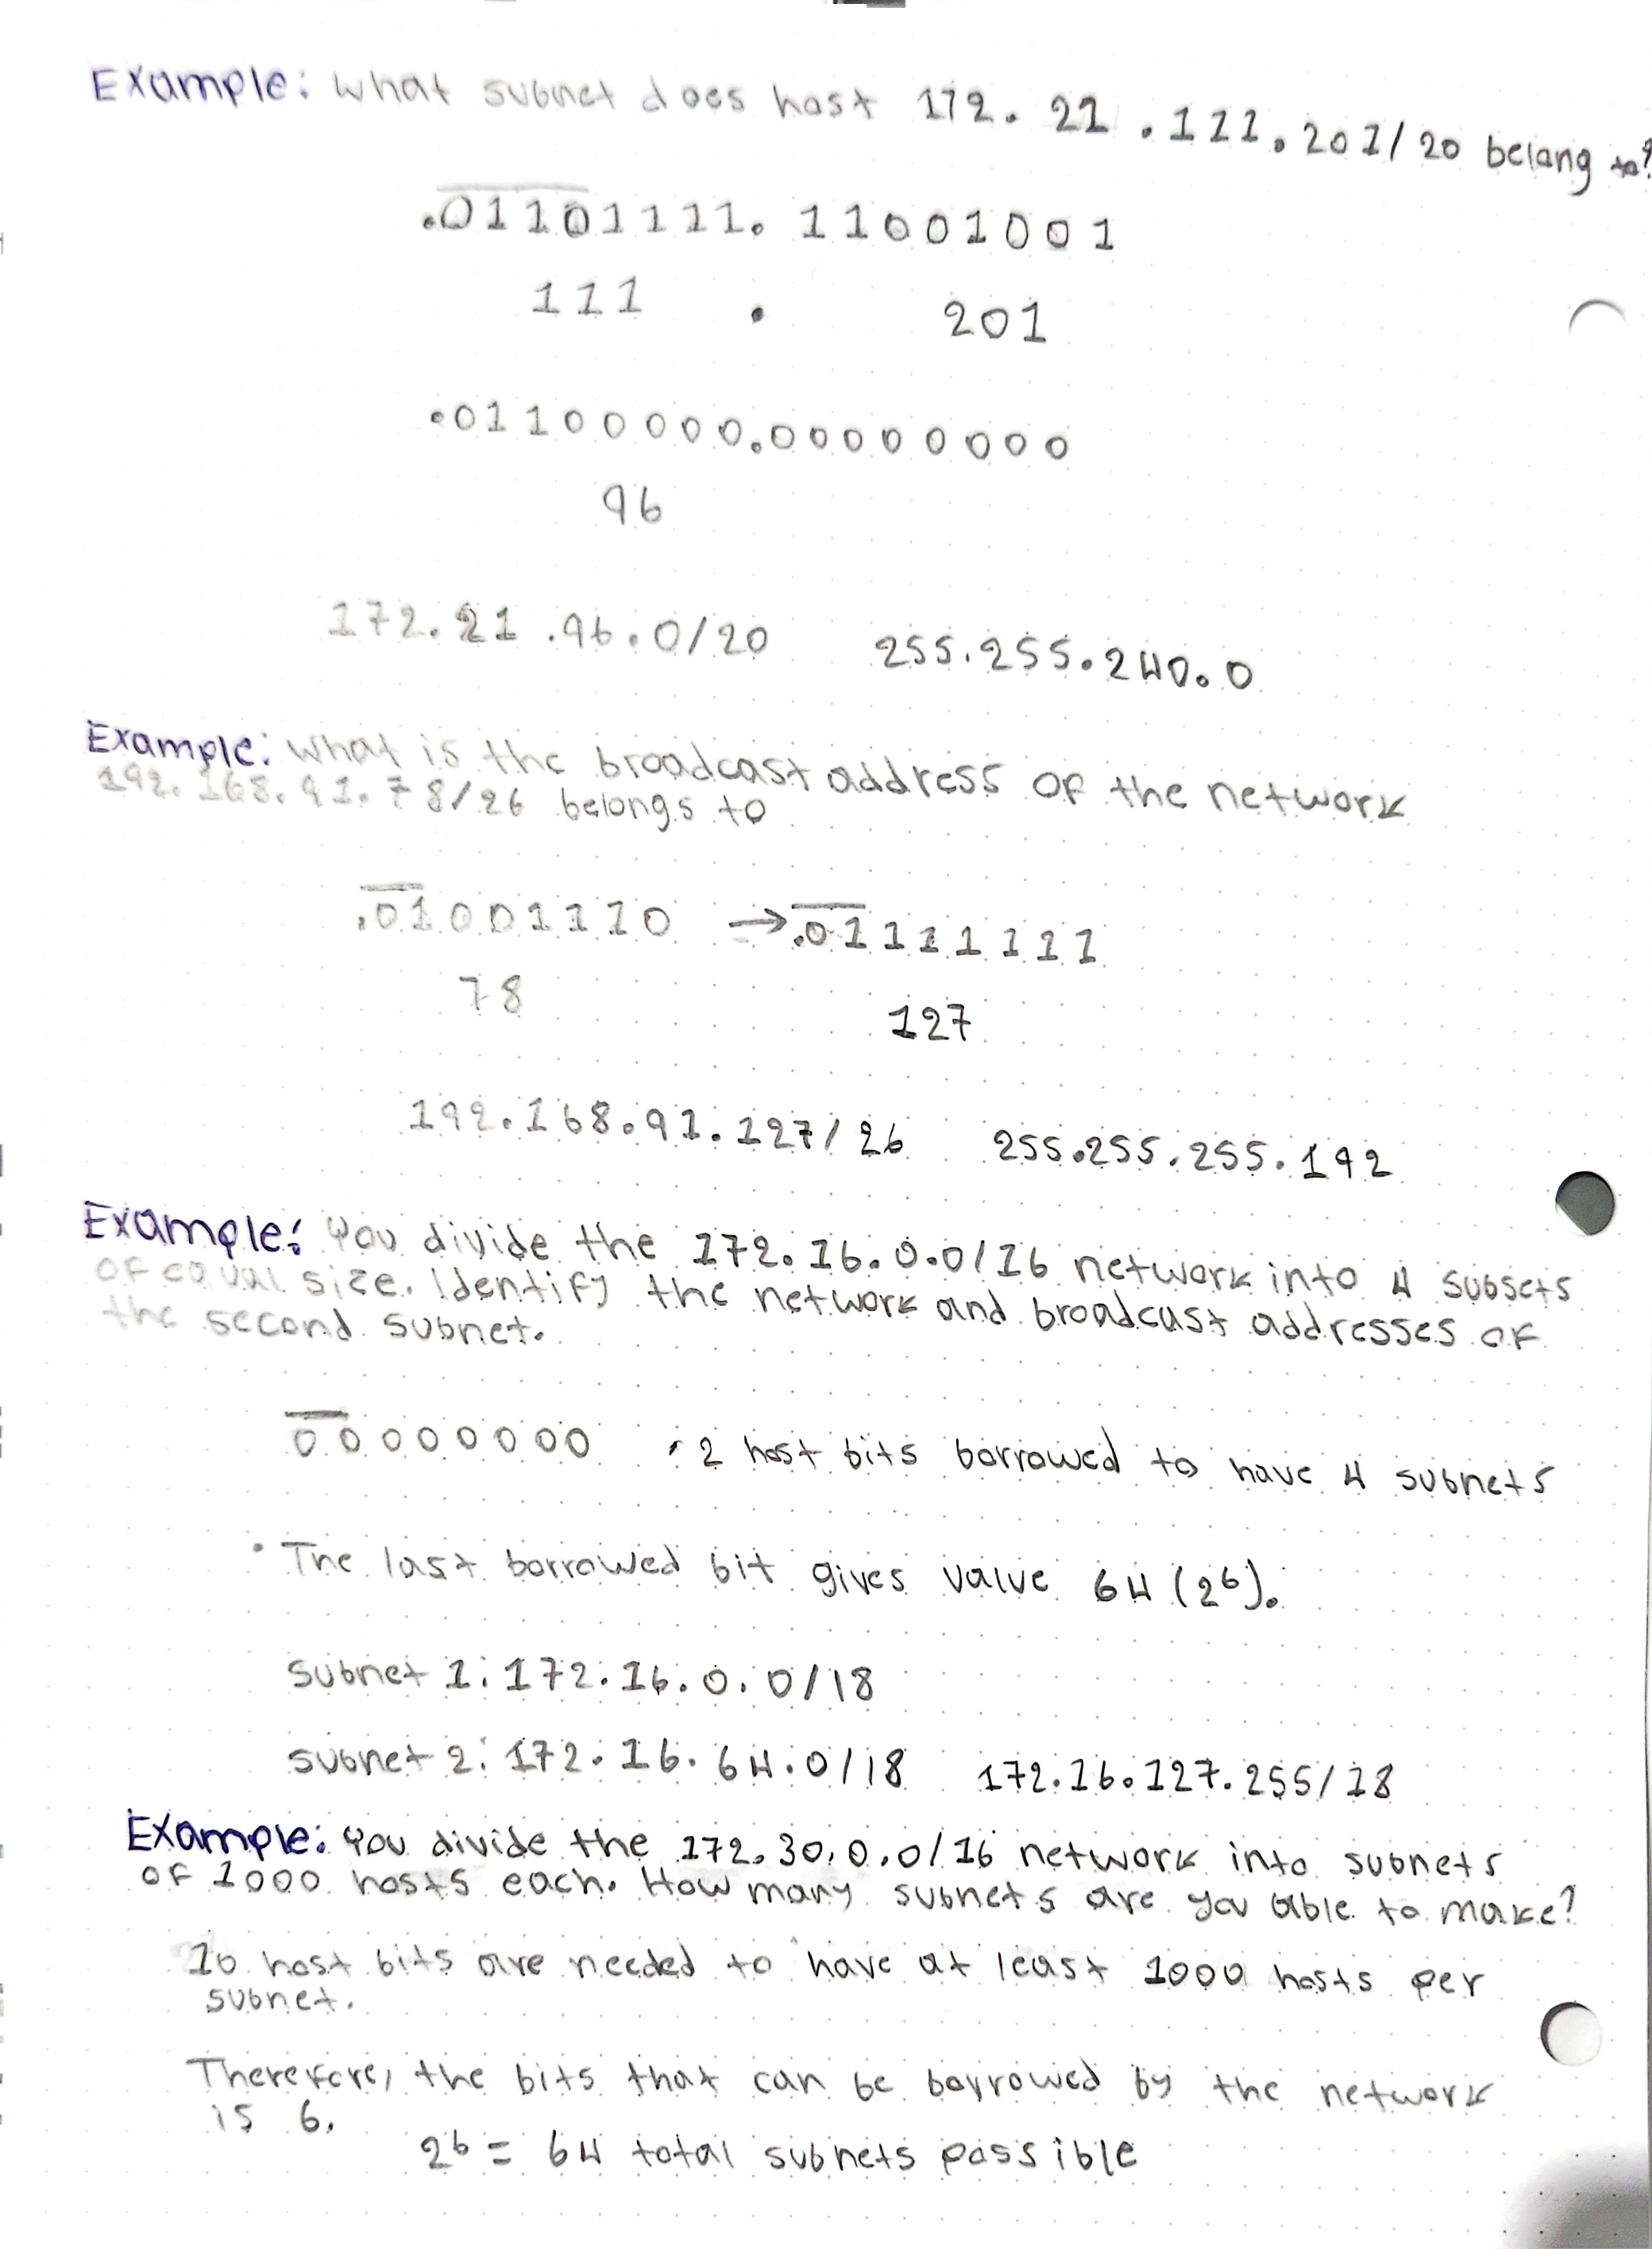 Example: What subnet does host 172.21.111.201/20 belong to?
.01101111.11001001
111 . 201
.01100000.00000000
96
172.21.96.0/20 255.255.240.0
Example: What is the broadcast address of the network
192.168.91.78/26 belongs to
.01001110 → .01111111
78
127
192.168.91.127/26 255.255.255.192
Example: You divide the 172.16.0.0/16 network into 4 subsets
of equal size. Identify the network and broadcast addresses of
the second subnet.
00000000 · 2 host bits borrowed to have 4 subnets
· The last borrowed bit gives value 64 (2⁶).
Subnet 1: 172.16.0.0/18
Subnet 2: 172.16.64.0/18 172.16.127.255/18
Example: You divide the 172.30.0.0/16 network into subnets
of 1000 hosts each. How many subnets are you able to make?
10 host bits are needed to have at least 1000 hosts per
subnet.
Therefore, the bits that can be borrowed by the network
is 6.
2⁶ = 64 total subnets possible